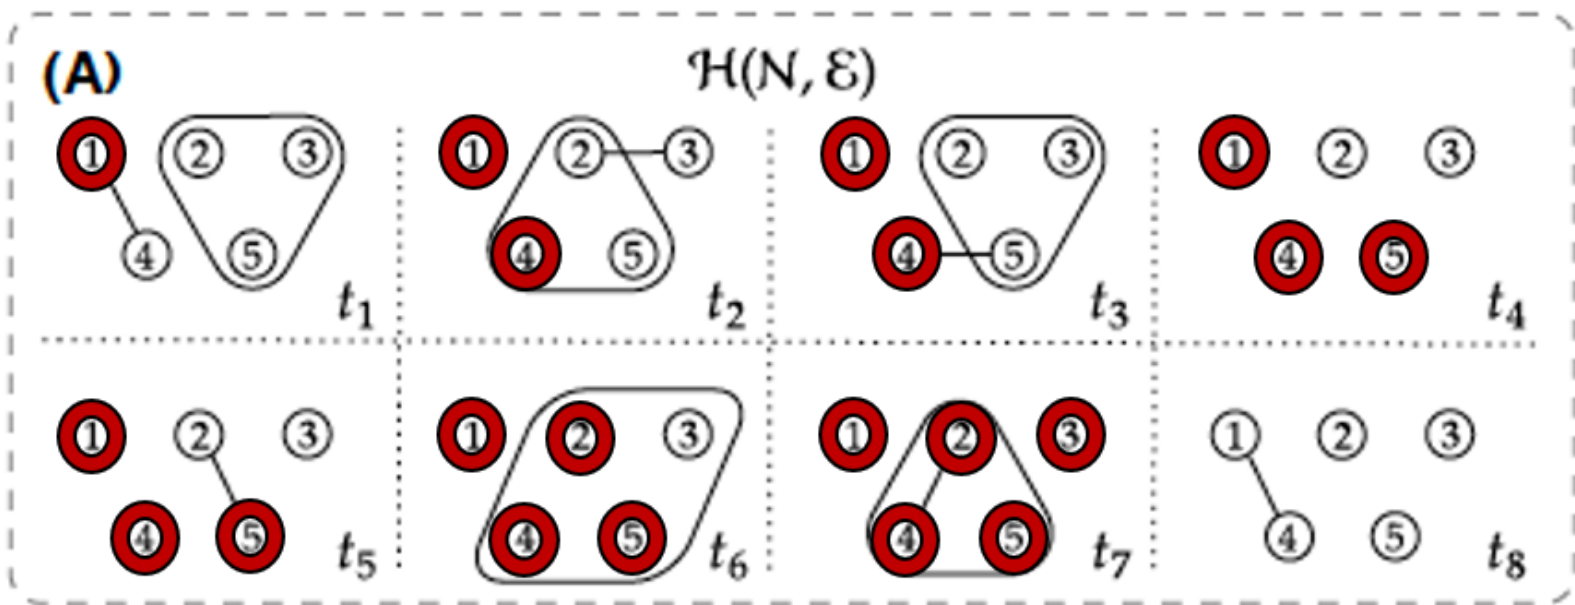 (A)
ℋ(N, ℰ)
1 2 3
4 5 t₁
1 2 3
4 5 t₂
1 2 3
4 5 t₃
1 2 3
4 5 t₄
1 2 3
4 5 t₅
1 2 3
4 5 t₆
1 2 3
4 5 t₇
1 2 3
4 5 t₈